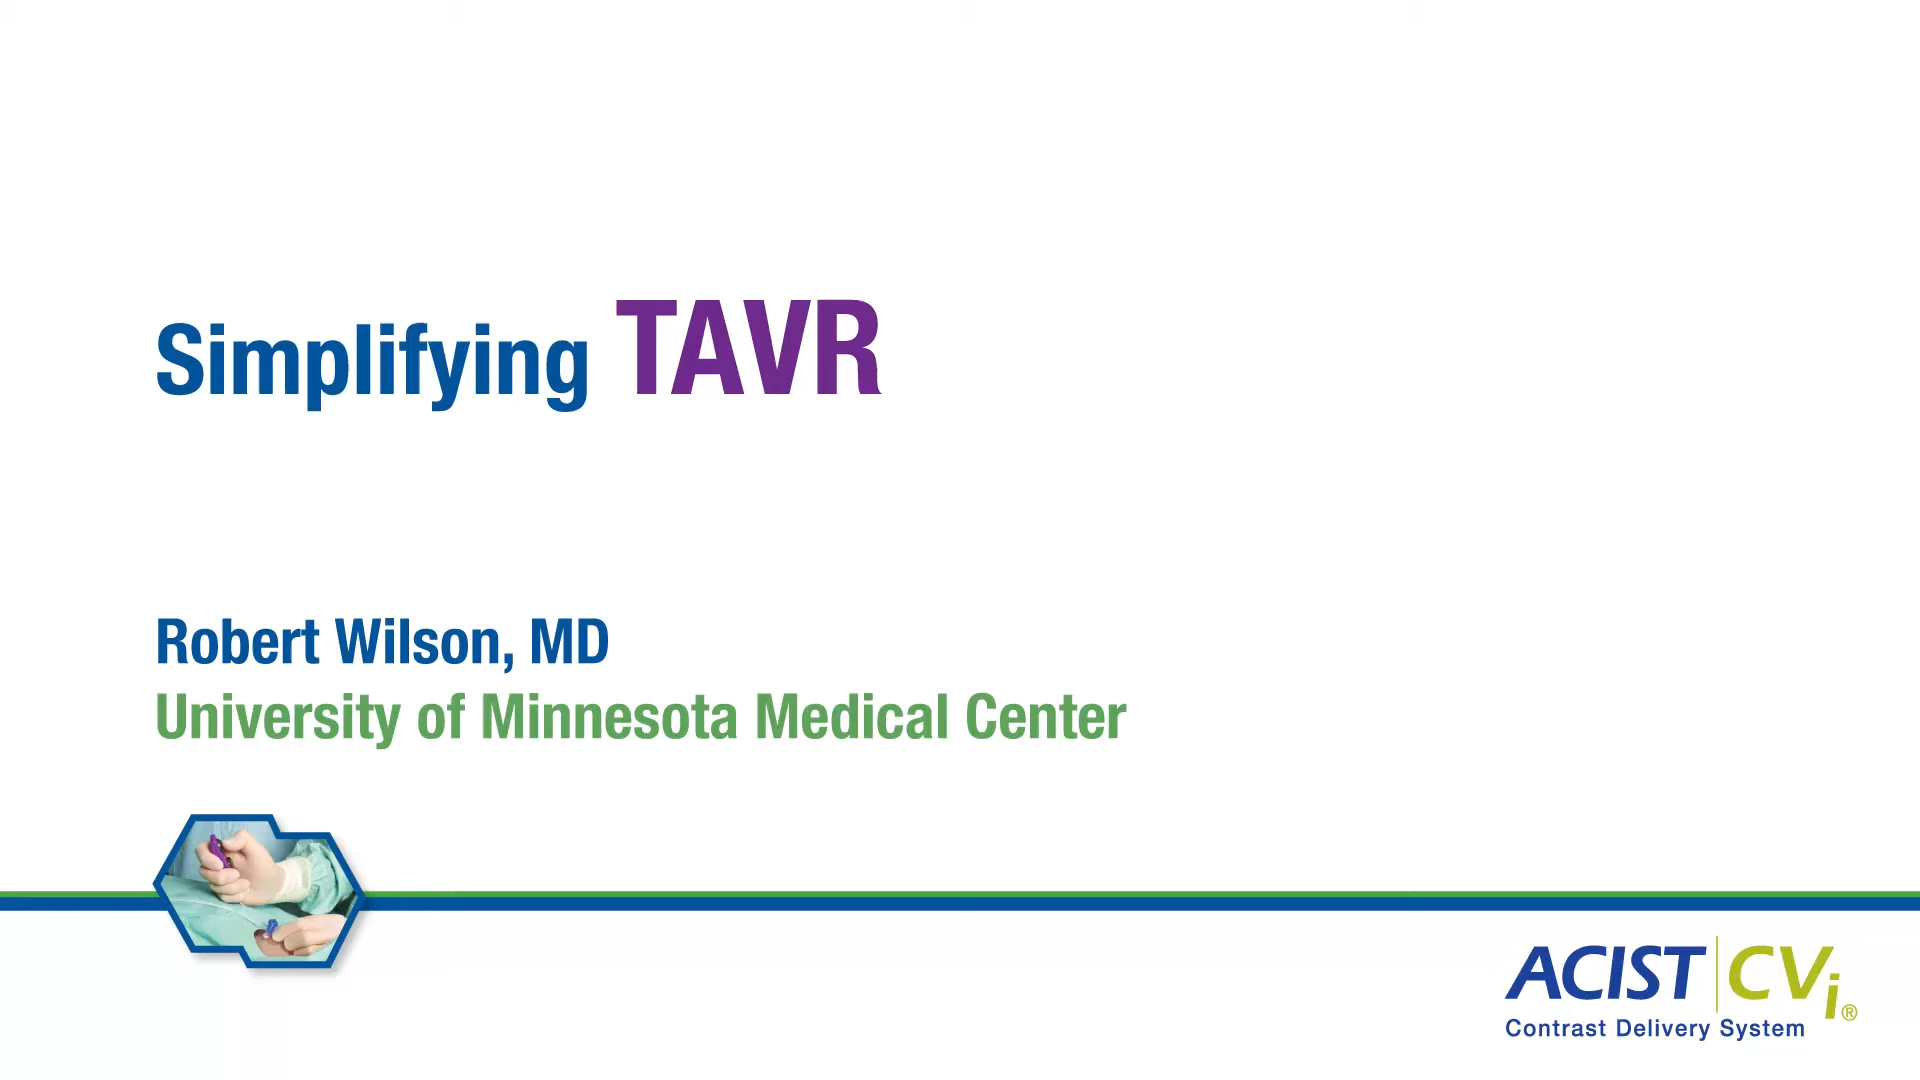 Simplifying TAVR
Robert Wilson, MD
University of Minnesota Medical Center
ACIST CVi®
Contrast Delivery System